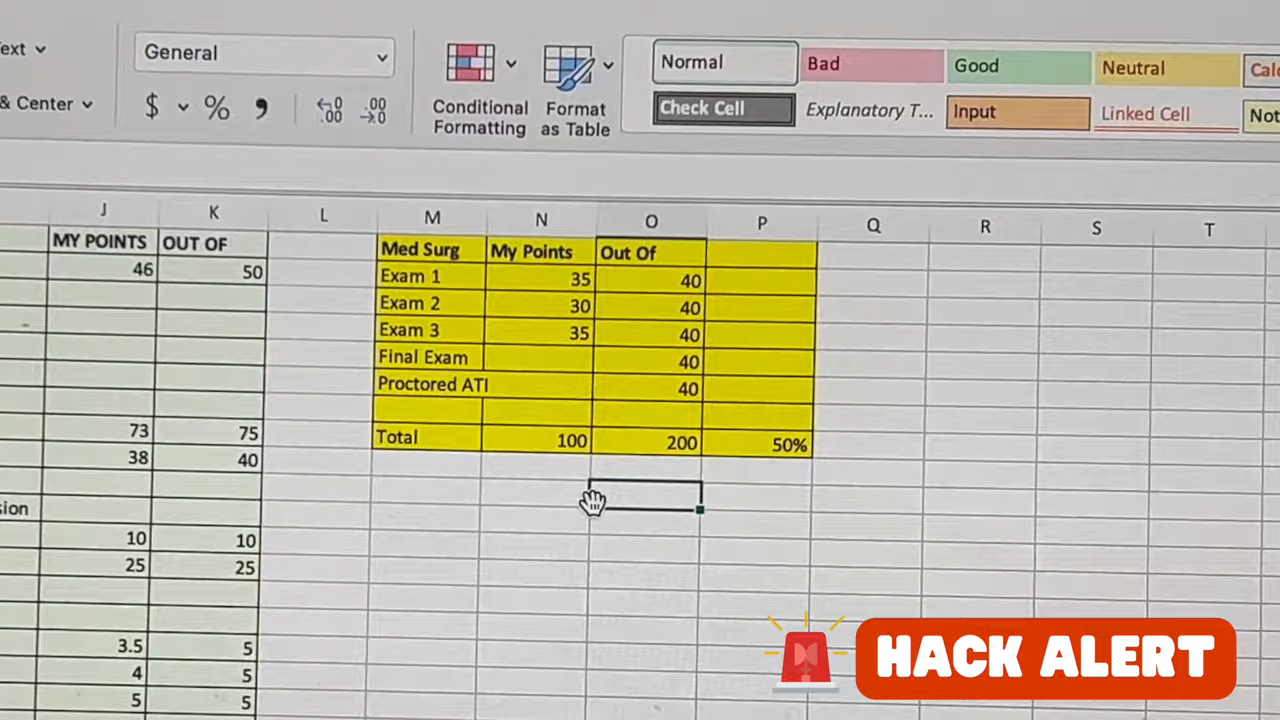 ext
General
Normal
Bad
Good
Neutral
& Center
$ % ,
Conditional
Formatting
Format
as Table
Check Cell
Explanatory T...
Input
Linked Cell
J K L M N O P Q R S T
MY POINTS OUT OF
46 50
73 75
38 40
sion
10 10
25 25
3.5 5
4 5
5 5
Med Surg My Points Out Of
Exam 1 35 40
Exam 2 30 40
Exam 3 35 40
Final Exam 40
Proctored ATI 40
Total 100 200 50%
HACK ALERT